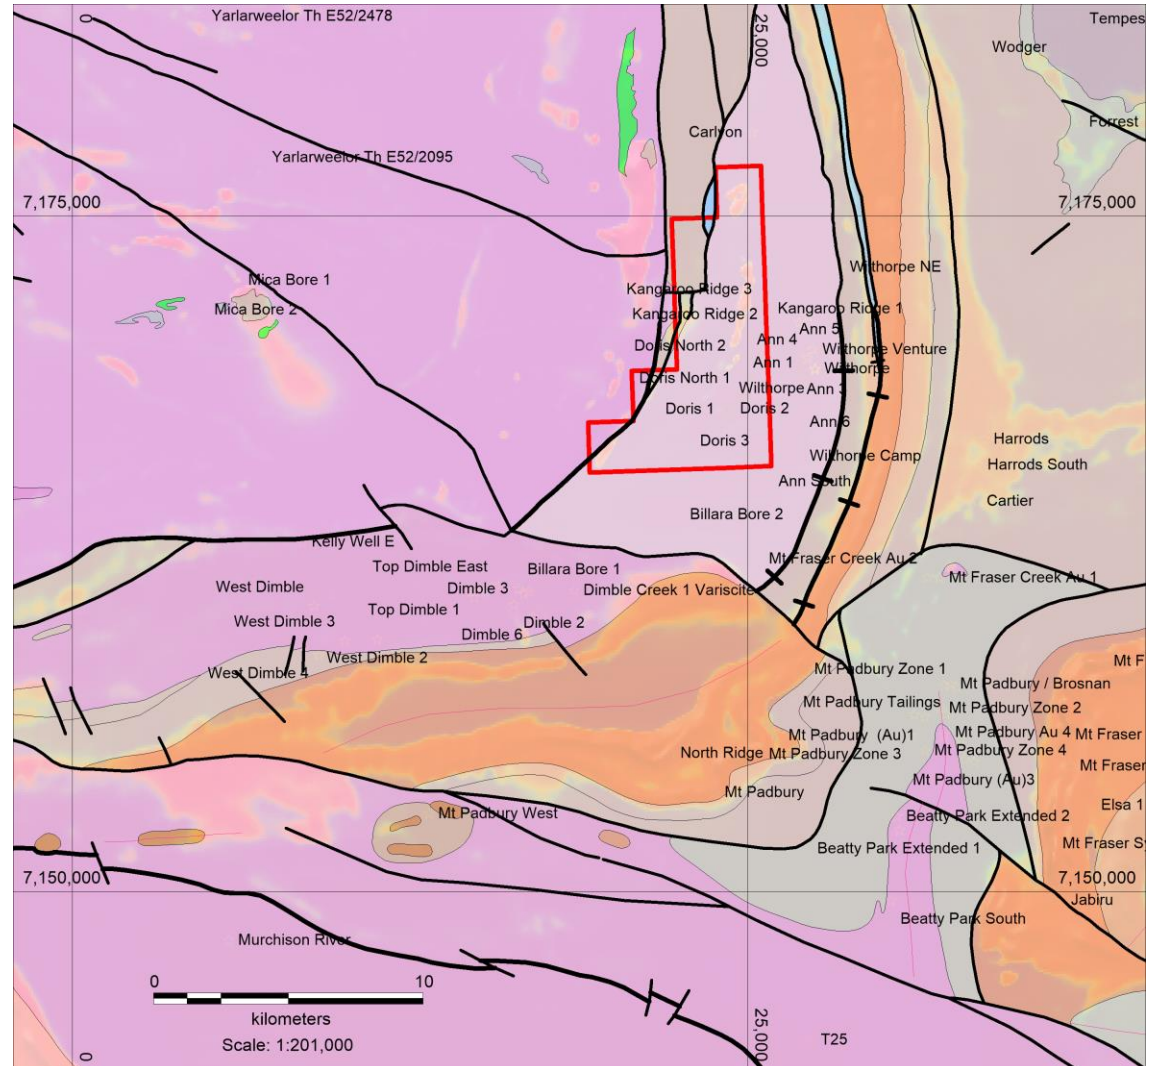 Yarlarweelor Th E52/2478
0
25,000
Tempes
Wodger
Forrest
Carlyon
Yarlarweelor Th E52/2095
7,175,000
7,175,000
Wilthorpe NE
Mica Bore 1
Kangaroo Ridge 3
Mica Bore 2
Kangaroo Ridge 1
Kangaroo Ridge 2
Ann 5
Doris North 2
Ann 4
Wilthorpe Venture
Ann 1
Wilthorpe
Doris North 1
Wilthorpe
Ann 3
Doris 1
Doris 2
Ann 6
Doris 3
Harrods
Wilthorpe Camp
Harrods South
Ann South
Cartier
Billara Bore 2
Kelly Well E
Mt Fraser Creek Au 2
Top Dimble East
Billara Bore 1
Mt Fraser Creek Au 1
West Dimble
Dimble 3
Dimble Creek 1 Variscite
Top Dimble 1
West Dimble 3
Dimble 2
Dimble 6
West Dimble 2
Mt F
West Dimble 4
Mt Padbury Zone 1
Mt Padbury / Brosnan
Mt Padbury Tailings
Mt Padbury Zone 2
Mt Padbury (Au)1
Mt Padbury Au 4
Mt Fraser
North Ridge
Mt Padbury Zone 3
Mt Padbury Zone 4
Mt Fraser
Mt Padbury (Au)3
Mt Padbury
Elsa 1
Mt Padbury West
Beatty Park Extended 2
Beatty Park Extended 1
Mt Fraser Sy
7,150,000
7,150,000
Jabiru
Beatty Park South
Murchison River
0
10
kilometers
Scale: 1:201,000
T25
0
25,000